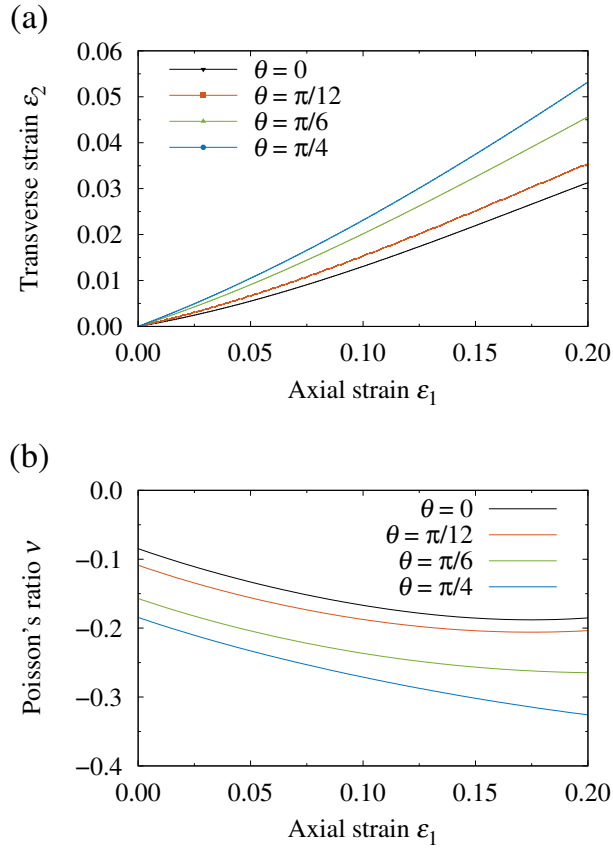 (a)
0.06
0.05
0.04
0.03
0.02
0.01
0.00
Transverse strain ε2
θ = 0
θ = π/12
θ = π/6
θ = π/4
0.00 0.05 0.10 0.15 0.20
Axial strain ε1
(b)
0.0
−0.1
−0.2
−0.3
−0.4
Poisson's ratio ν
θ = 0
θ = π/12
θ = π/6
θ = π/4
0.00 0.05 0.10 0.15 0.20
Axial strain ε1